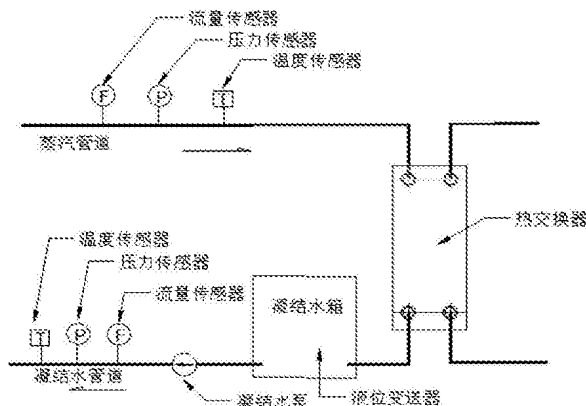 流量传感器
压力传感器
温度传感器
F
P
T
蒸汽管道
热交换器
温度传感器
压力传感器
流量传感器
凝结水箱
T
P
F
凝结水管道
凝结水泵
液位变送器